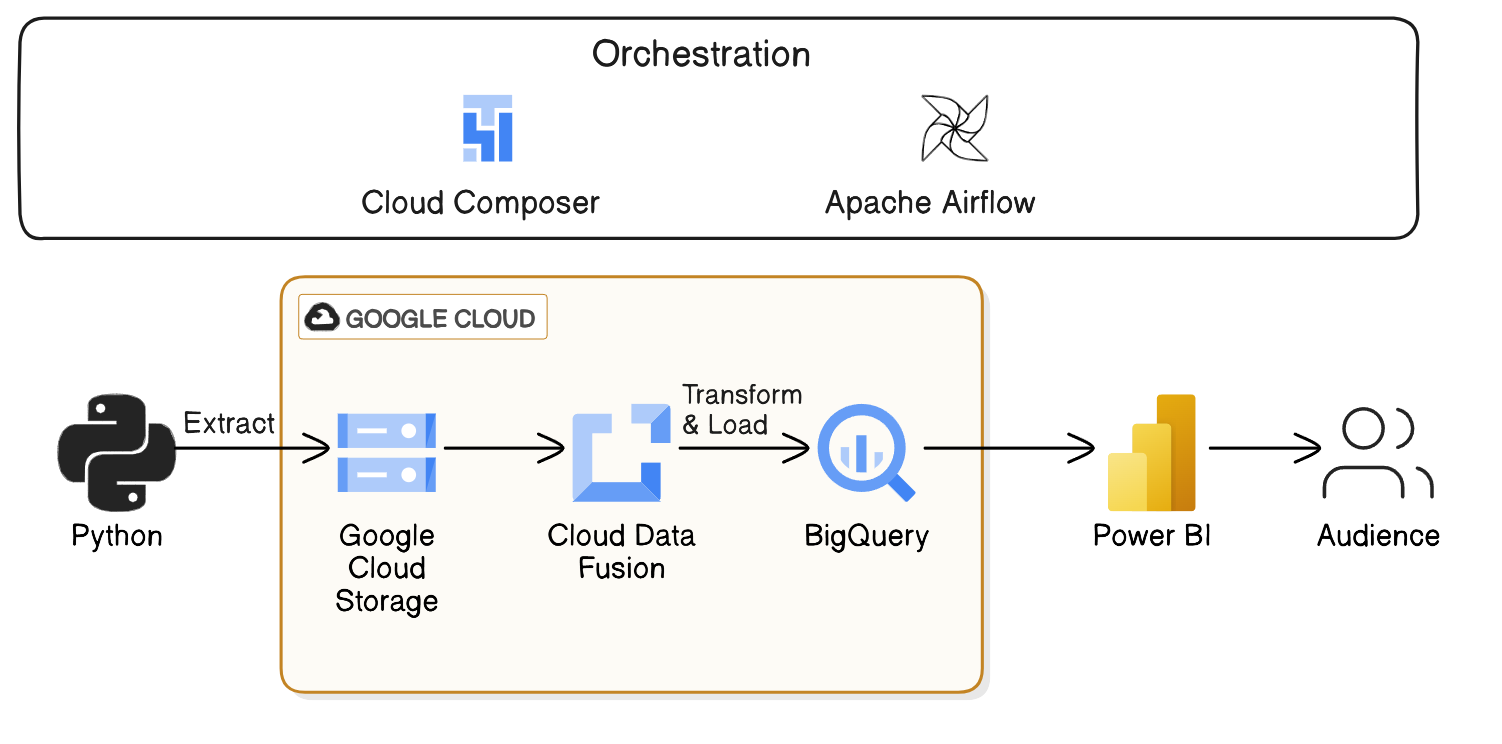 Orchestration
Cloud Composer
Apache Airflow
GOOGLE CLOUD
Extract
Transform
& Load
Python
Google
Cloud
Storage
Cloud Data
Fusion
BigQuery
Power BI
Audience